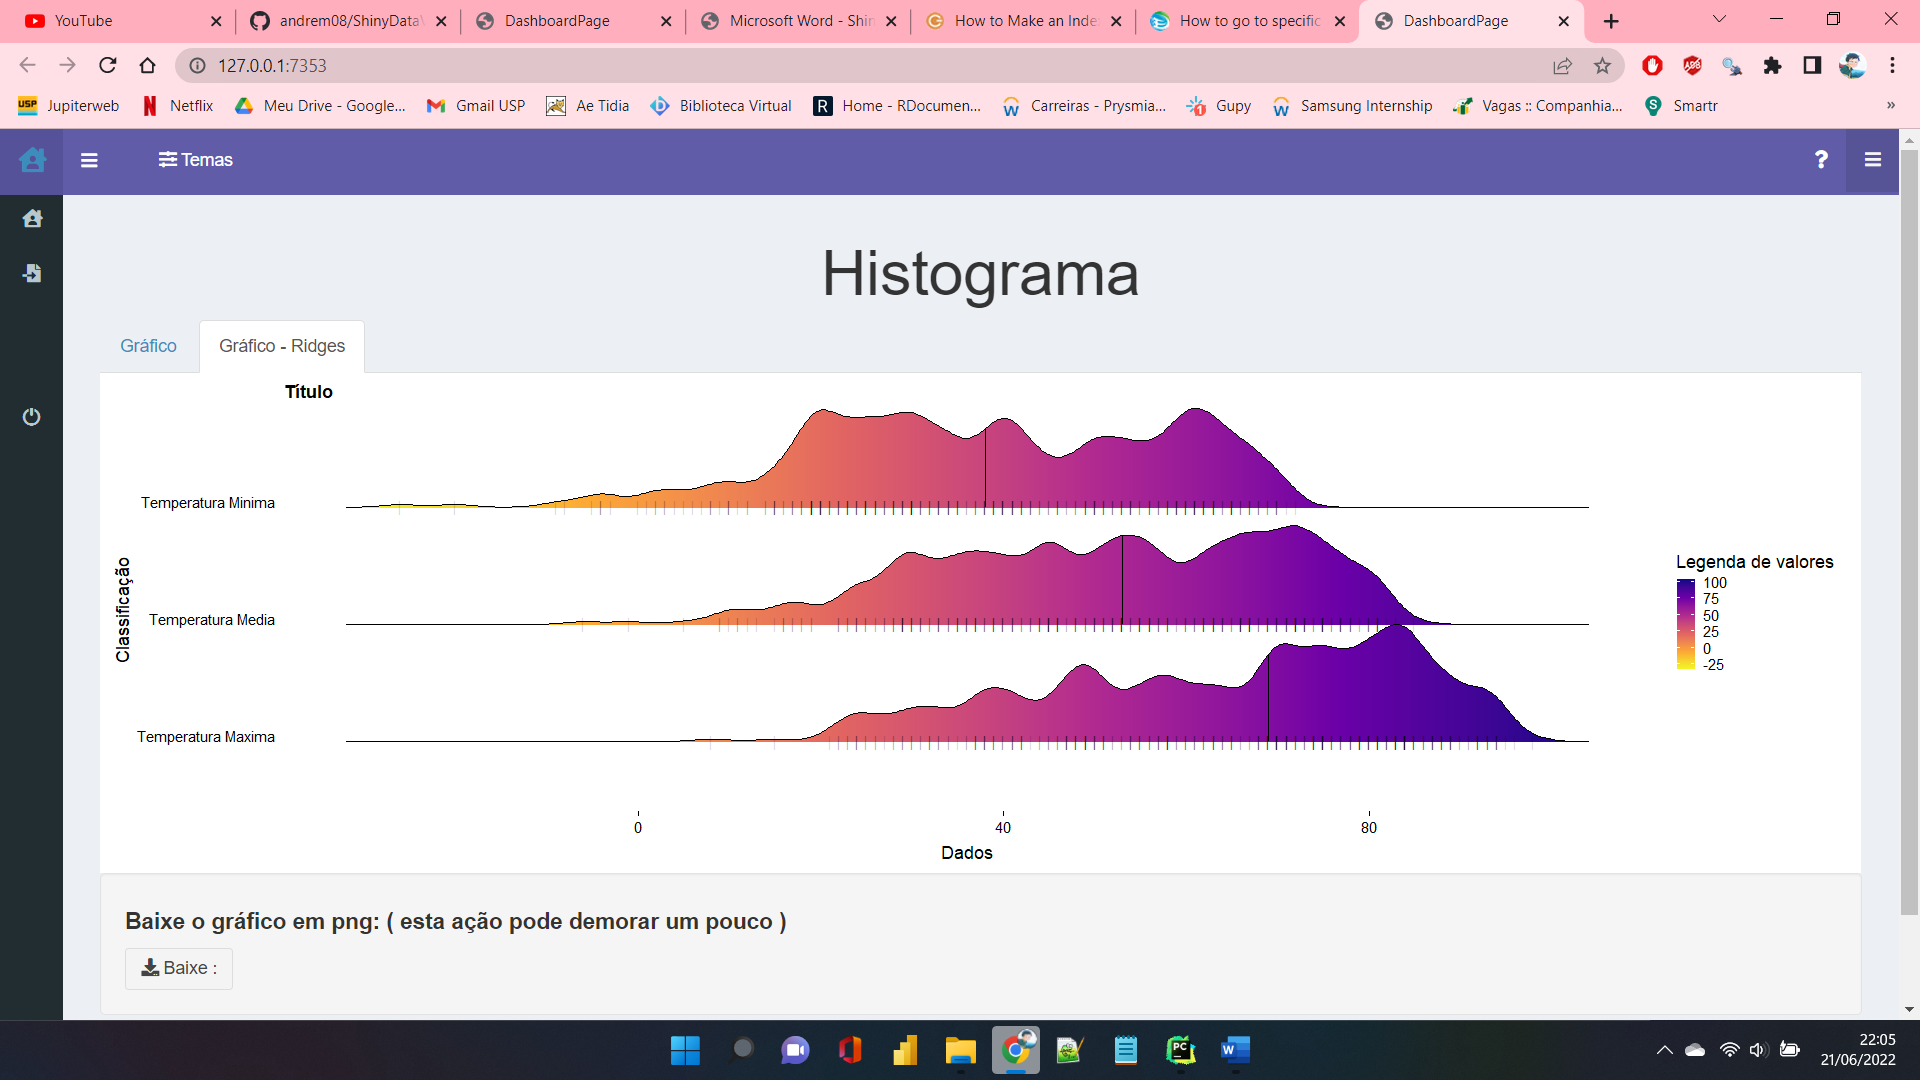 YouTube
andrem08/ShinyData
DashboardPage
Microsoft Word - Shin
How to Make an Inde
How to go to specific
DashboardPage
127.0.0.1:7353
Jupiterweb
Netflix
Meu Drive - Google...
Gmail USP
Ae Tidia
Biblioteca Virtual
Home - RDocumen...
Carreiras - Prysmia...
Gupy
Samsung Internship
Vagas :: Companhia...
Smartr
»
Temas
?
Histograma
Gráfico
Gráfico - Ridges
Título
Temperatura Minima
Temperatura Media
Temperatura Maxima
Classificação
0
40
80
Dados
Legenda de valores
100
75
50
25
0
-25
Baixe o gráfico em png: ( esta ação pode demorar um pouco )
Baixe :
22:05
21/06/2022